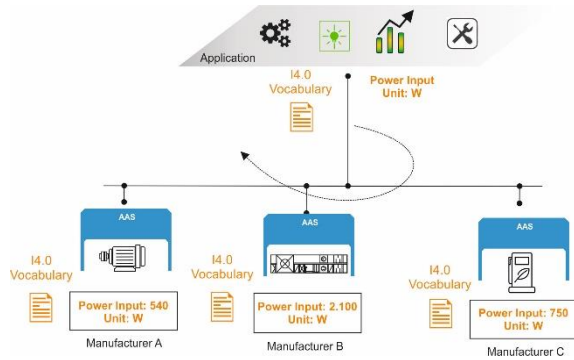 Application
I4.0
Vocabulary
Power Input
Unit: W
AAS
AAS
AAS
I4.0
Vocabulary
Power Input: 540
Unit: W
Manufacturer A
I4.0
Vocabulary
Power Input: 2.100
Unit: W
Manufacturer B
I4.0
Vocabulary
Power Input: 750
Unit: W
Manufacturer C